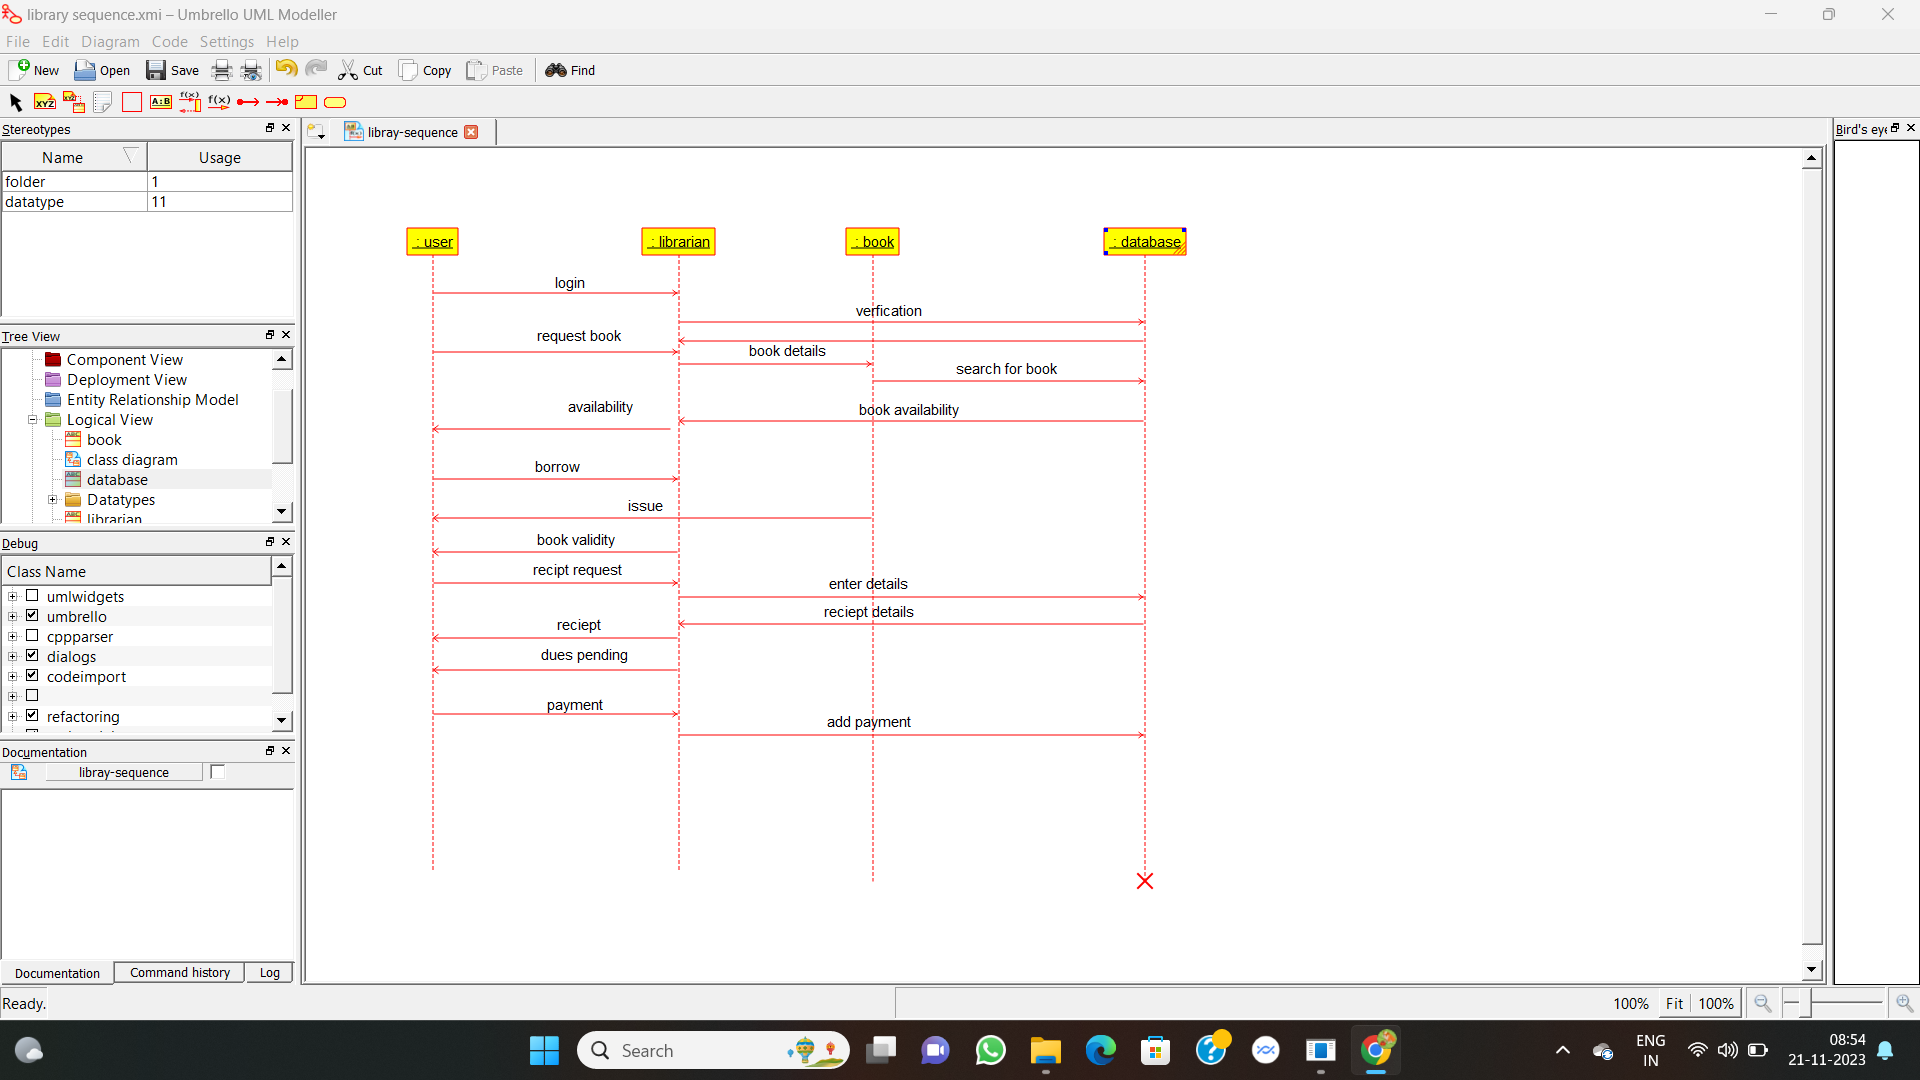 library sequence.xmi – Umbrello UML Modeller
File Edit Diagram Code Settings Help
New Open Save Cut Copy Paste Find
XYZ XYZ A:B f(x) f(x)
Stereotypes
Name Usage
folder 1
datatype 11
Tree View
Component View
Deployment View
Entity Relationship Model
Logical View
book
class diagram
database
Datatypes
librarian
Debug
Class Name
umlwidgets
umbrello
cppparser
dialogs
codeimport
refactoring
Documentation
libray-sequence
Documentation Command history Log
libray-sequence
: user : librarian : book : database
login
verfication
request book
book details
search for book
availability
book availability
borrow
issue
book validity
recipt request
enter details
reciept details
reciept
dues pending
payment
add payment
Bird's eye
Ready.
100% Fit 100%
Search
ENG
IN
08:54
21-11-2023